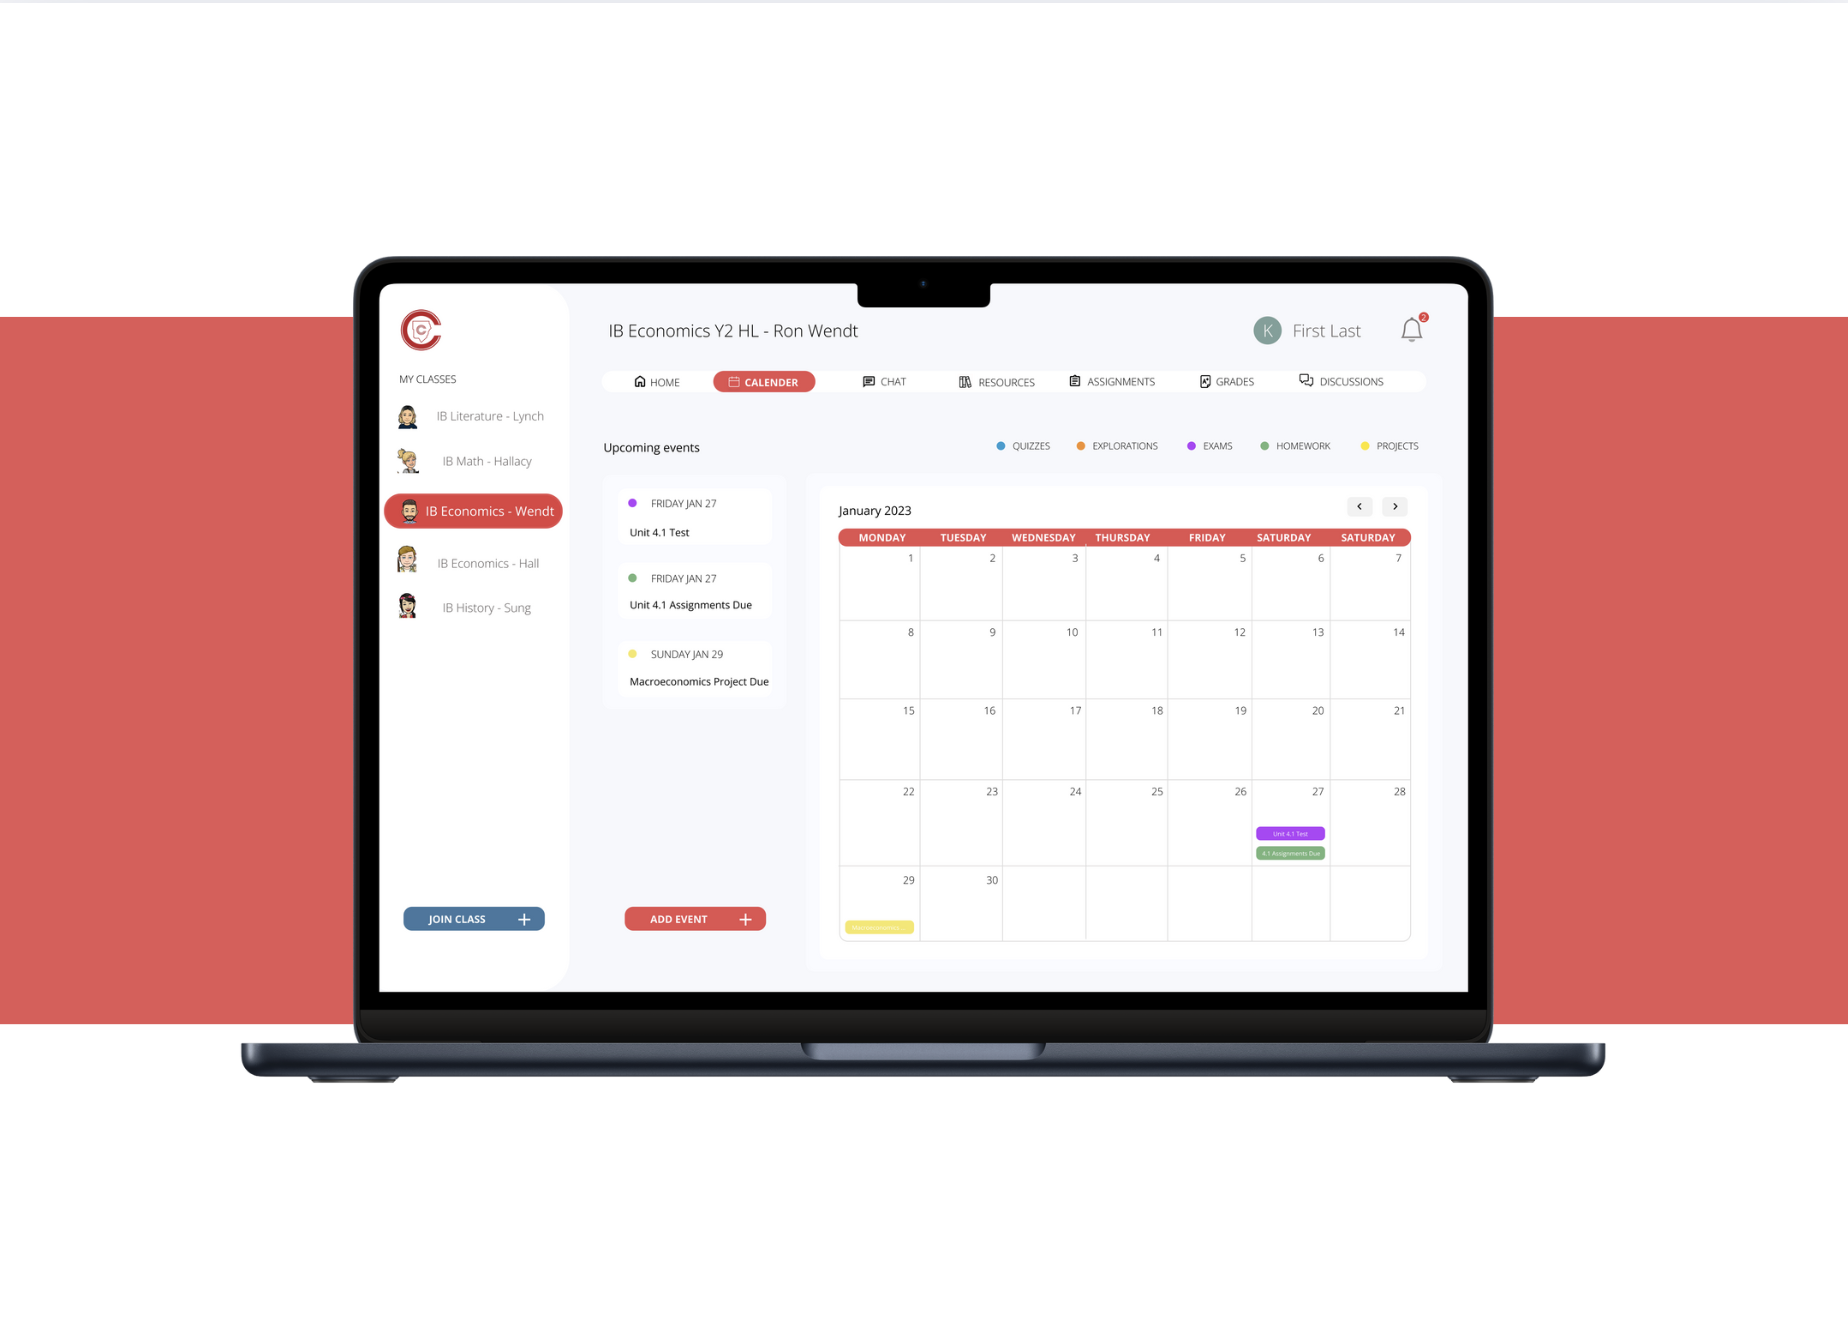 C
MY CLASSES
IB Literature - Lynch
IB Math - Hallacy
IB Economics - Wendt
IB Economics - Hall
IB History - Sung
JOIN CLASS
IB Economics Y2 HL - Ron Wendt
K First Last 2
HOME CALENDER CHAT RESOURCES ASSIGNMENTS GRADES DISCUSSIONS
Upcoming events
QUIZZES EXPLORATIONS EXAMS HOMEWORK PROJECTS
FRIDAY JAN 27
Unit 4.1 Test
FRIDAY JAN 27
Unit 4.1 Assignments Due
SUNDAY JAN 29
Macroeconomics Project Due
ADD EVENT
January 2023
MONDAY TUESDAY WEDNESDAY THURSDAY FRIDAY SATURDAY SATURDAY
1 2 3 4 5 6 7
8 9 10 11 12 13 14
15 16 17 18 19 20 21
22 23 24 25 26 27 28
Unit 4.1 Test
4.1 Assignments Due
29 30
Macroeconomics ...